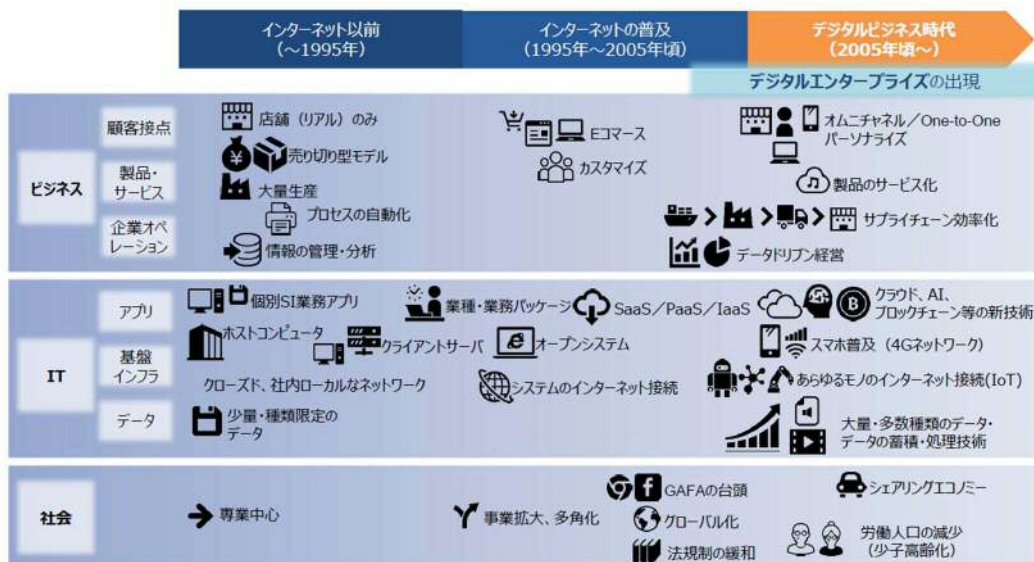 インターネット以前
(～1995年)
インターネットの普及
(1995年～2005年頃)
デジタルビジネス時代
(2005年頃～)
デジタルエンタープライズの出現
ビジネス
顧客接点
店舗（リアル）のみ
Eコマース
オムニチャネル／One-to-One
パーソナライズ
製品・
サービス
売り切り型モデル
カスタマイズ
製品のサービス化
大量生産
企業オペ
レーション
プロセスの自動化
サプライチェーン効率化
情報の管理・分析
データドリブン経営
IT
アプリ
個別SI業務アプリ
業種・業務パッケージ
SaaS／PaaS／IaaS
クラウド、AI、
ブロックチェーン等の新技術
基盤
インフラ
ホストコンピュータ
クライアントサーバ
オープンシステム
スマホ普及（4Gネットワーク）
クローズド、社内ローカルなネットワーク
システムのインターネット接続
あらゆるモノのインターネット接続(IoT)
データ
少量・種類限定の
データ
大量・多数種類のデータ・
データの蓄積・処理技術
社会
専業中心
事業拡大、多角化
GAFAの台頭
グローバル化
法規制の緩和
シェアリングエコノミー
労働人口の減少
（少子高齢化）